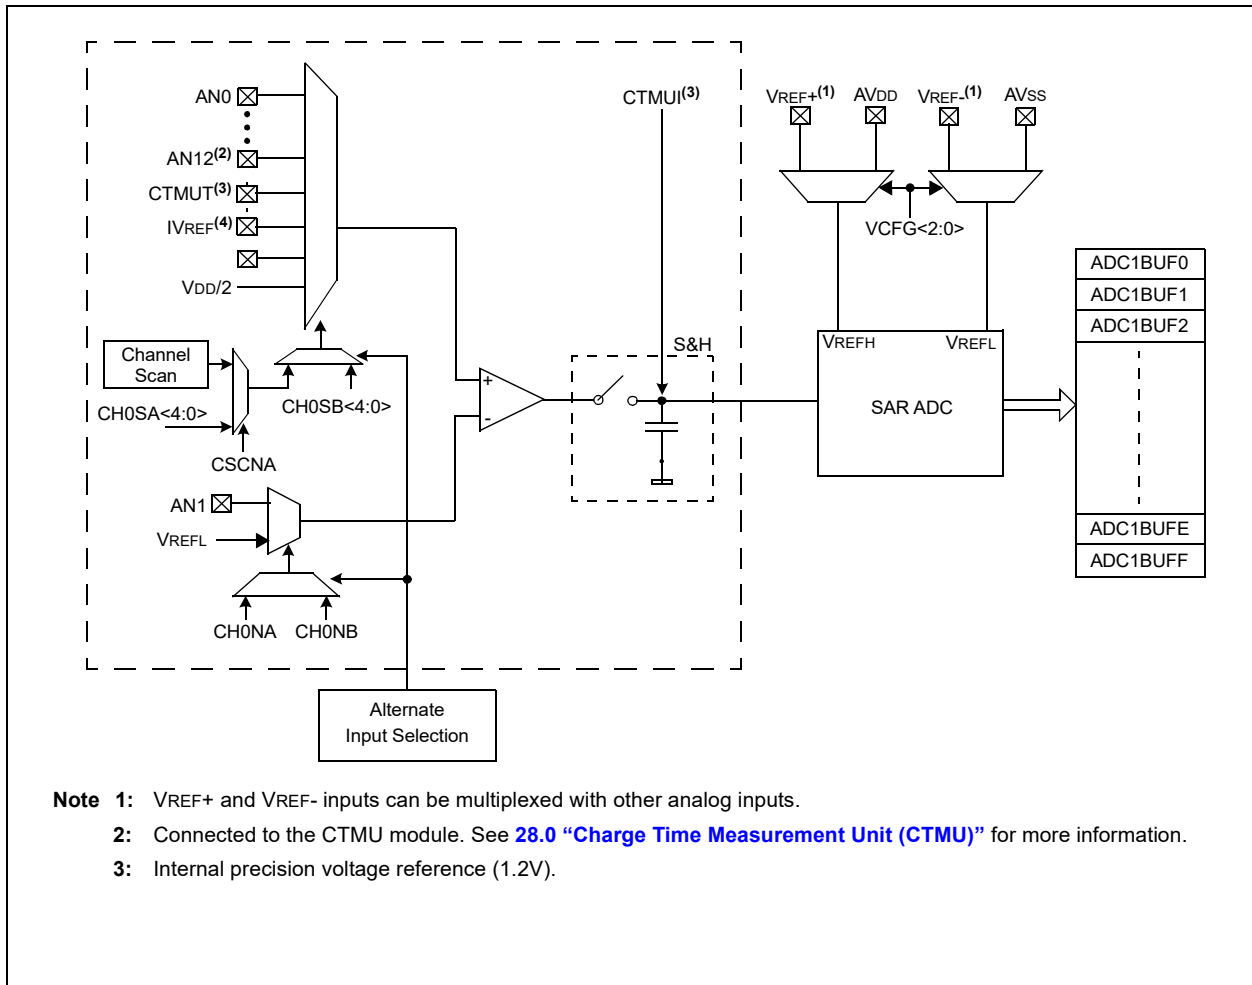 AN0
AN12(2)
CTMUT(3)
IVREF(4)
VDD/2
Channel
Scan
CH0SA<4:0>
CH0SB<4:0>
CSCNA
AN1
VREFL
CH0NA CH0NB
Alternate
Input Selection
+
-
CTMUI(3)
S&H
VREF+(1) AVDD VREF-(1) AVSS
VCFG<2:0>
VREFH VREFL
SAR ADC
ADC1BUF0
ADC1BUF1
ADC1BUF2
ADC1BUFE
ADC1BUFF
Note 1: VREF+ and VREF- inputs can be multiplexed with other analog inputs.
2: Connected to the CTMU module. See 28.0 “Charge Time Measurement Unit (CTMU)” for more information.
3: Internal precision voltage reference (1.2V).